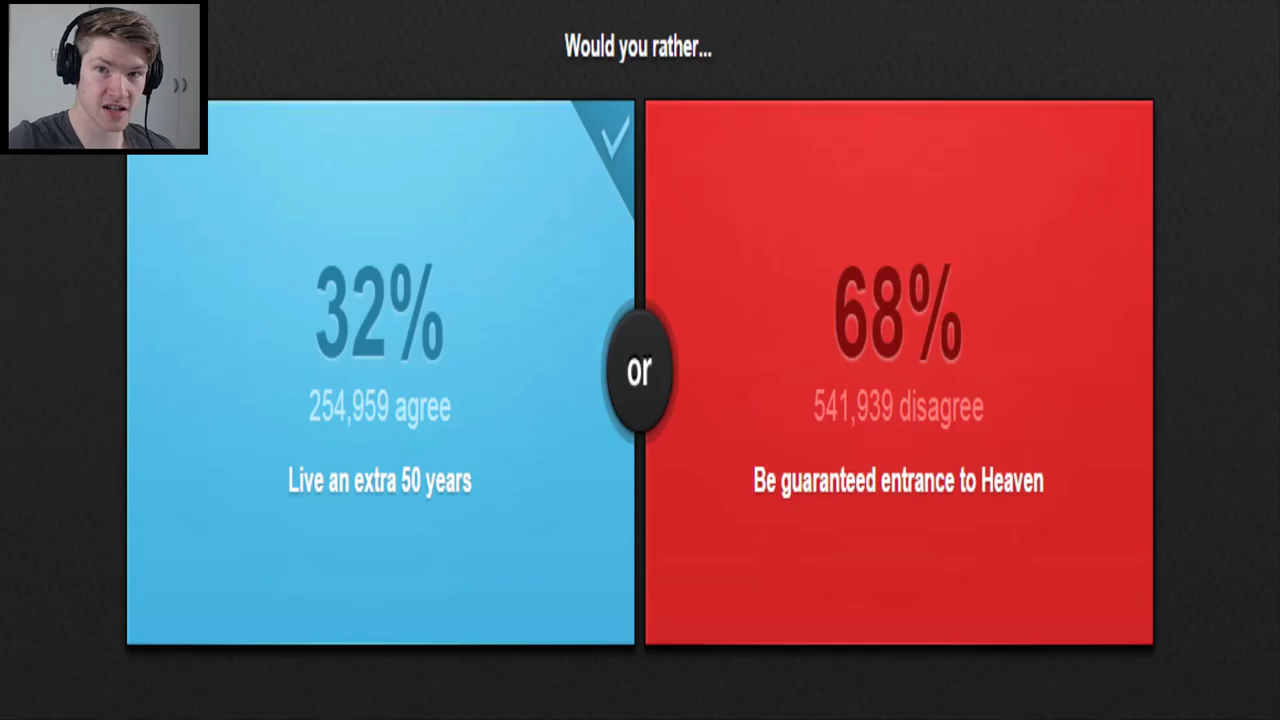 Would you rather...
32%
254,959 agree
Live an extra 50 years
or
68%
541,939 disagree
Be guaranteed entrance to Heaven